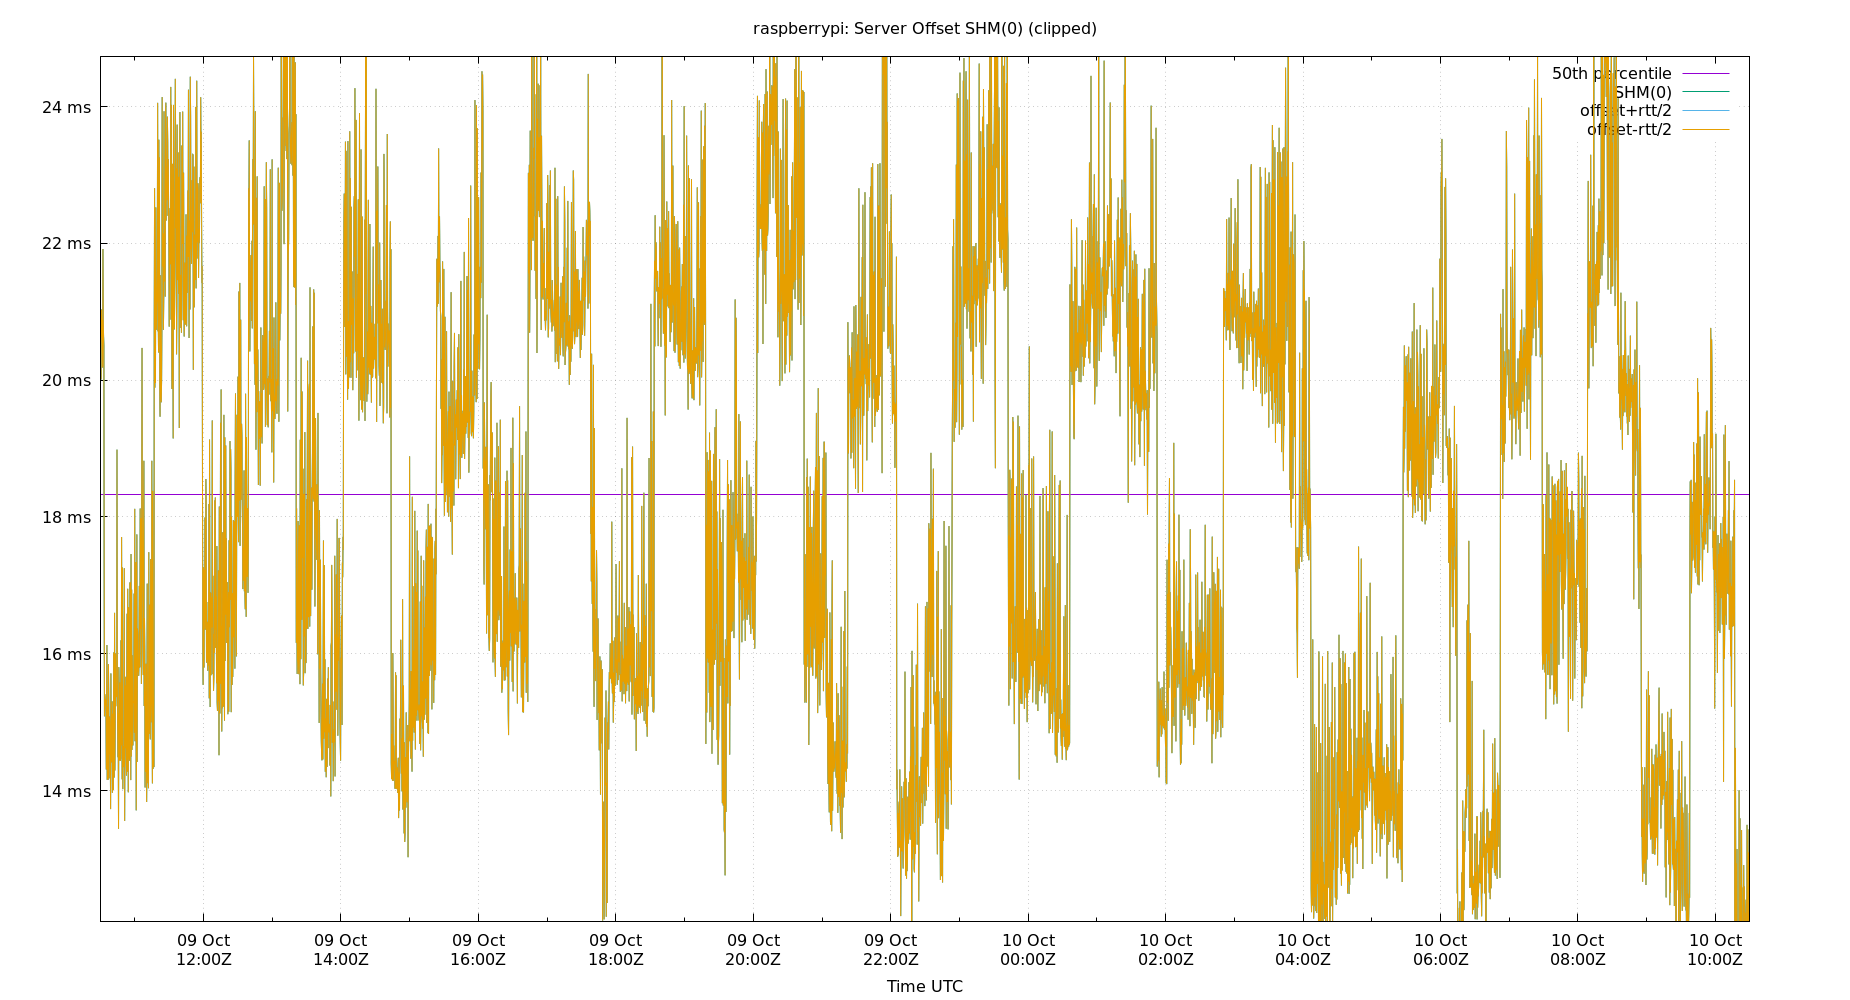 raspberrypi: Server Offset SHM(0) (clipped)
50th percentile
SHM(0)
offset+rtt/2
offset-rtt/2
24 ms
22 ms
20 ms
18 ms
16 ms
14 ms
09 Oct 09 Oct 09 Oct 09 Oct 09 Oct 09 Oct 10 Oct 10 Oct 10 Oct 10 Oct 10 Oct 10 Oct
12:00Z 14:00Z 16:00Z 18:00Z 20:00Z 22:00Z 00:00Z 02:00Z 04:00Z 06:00Z 08:00Z 10:00Z
Time UTC